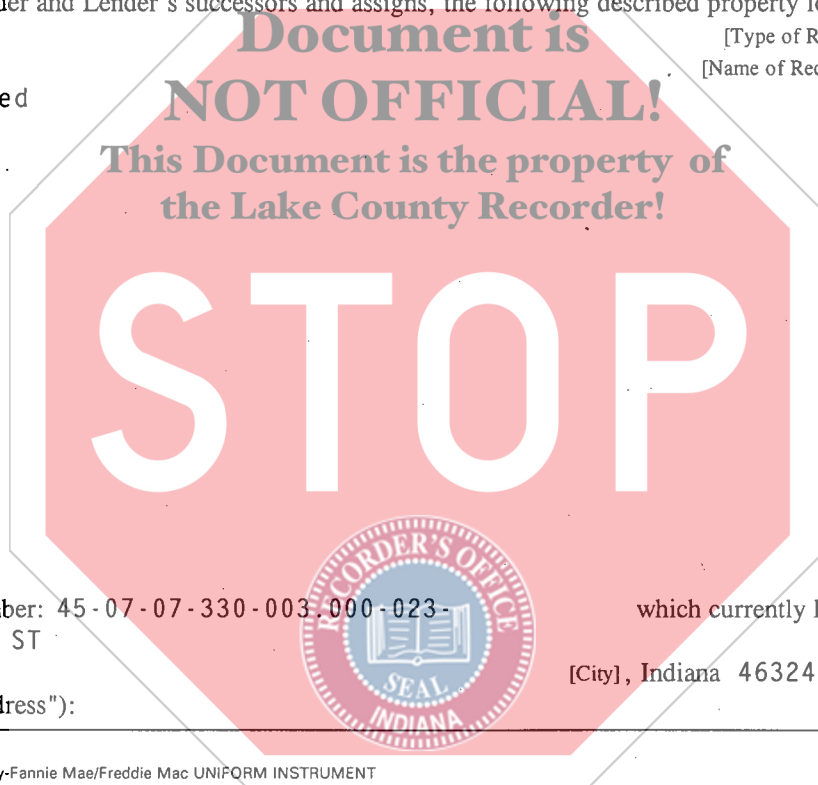 der and Lender's successors and assigns, the following described property lo
[Type of R
[Name of Rec
ed
Document is
NOT OFFICIAL!
This Document is the property of
the Lake County Recorder!
STOP
ber: 45-07-07-330-003.000-023-
which currently
ST
[City], Indiana 46324
dress"):
RECORDER'S OFFICE
SEAL
INDIANA
y-Fannie Mae/Freddie Mac UNIFORM INSTRUMENT